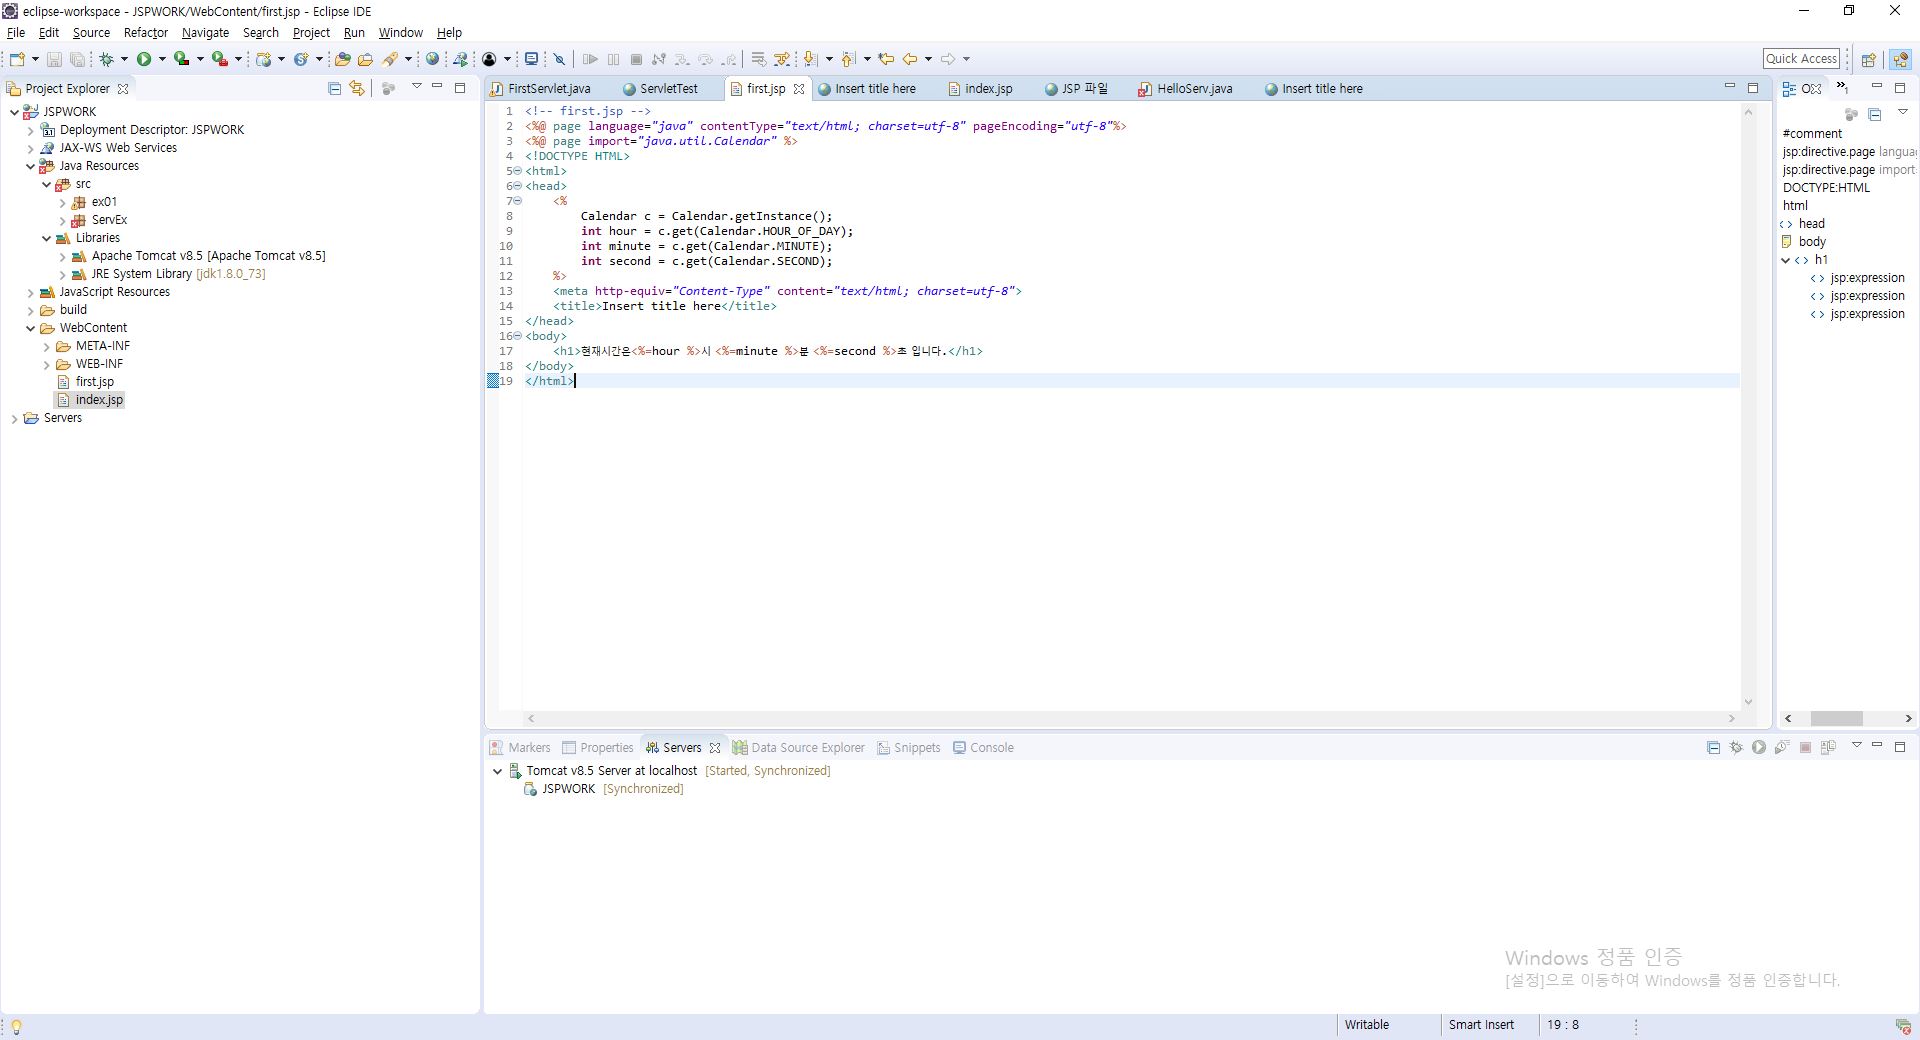 eclipse-workspace - JSPWORK/WebContent/first.jsp - Eclipse IDE
File Edit Source Refactor Navigate Search Project Run Window Help
Quick Access
Project Explorer
JSPWORK
Deployment Descriptor: JSPWORK
JAX-WS Web Services
Java Resources
src
ex01
ServEx
Libraries
Apache Tomcat v8.5 [Apache Tomcat v8.5]
JRE System Library [jdk1.8.0_73]
JavaScript Resources
build
WebContent
META-INF
WEB-INF
first.jsp
index.jsp
Servers
FirstServlet.java ServletTest first.jsp Insert title here index.jsp JSP 파일 HelloServ.java Insert title here
1 <!-- first.jsp -->
2 <%@ page language="java" contentType="text/html; charset=utf-8" pageEncoding="utf-8"%>
3 <%@ page import="java.util.Calendar" %>
4 <!DOCTYPE HTML>
5 <html>
6 <head>
7 <%
8 Calendar c = Calendar.getInstance();
9 int hour = c.get(Calendar.HOUR_OF_DAY);
10 int minute = c.get(Calendar.MINUTE);
11 int second = c.get(Calendar.SECOND);
12 %>
13 <meta http-equiv="Content-Type" content="text/html; charset=utf-8">
14 <title>Insert title here</title>
15 </head>
16 <body>
17 <h1>현재시간은<%=hour %>시 <%=minute %>분 <%=second %>초 입니다.</h1>
18 </body>
19 </html>
#comment
jsp:directive.page
jsp:directive.page import
DOCTYPE:HTML
html
head
body
h1
jsp:expression
jsp:expression
jsp:expression
Markers Properties Servers Data Source Explorer Snippets Console
Tomcat v8.5 Server at localhost [Started, Synchronized]
JSPWORK [Synchronized]
Windows 정품 인증
[설정]으로 이동하여 Windows를 정품 인증합니다.
Writable Smart Insert 19 : 8